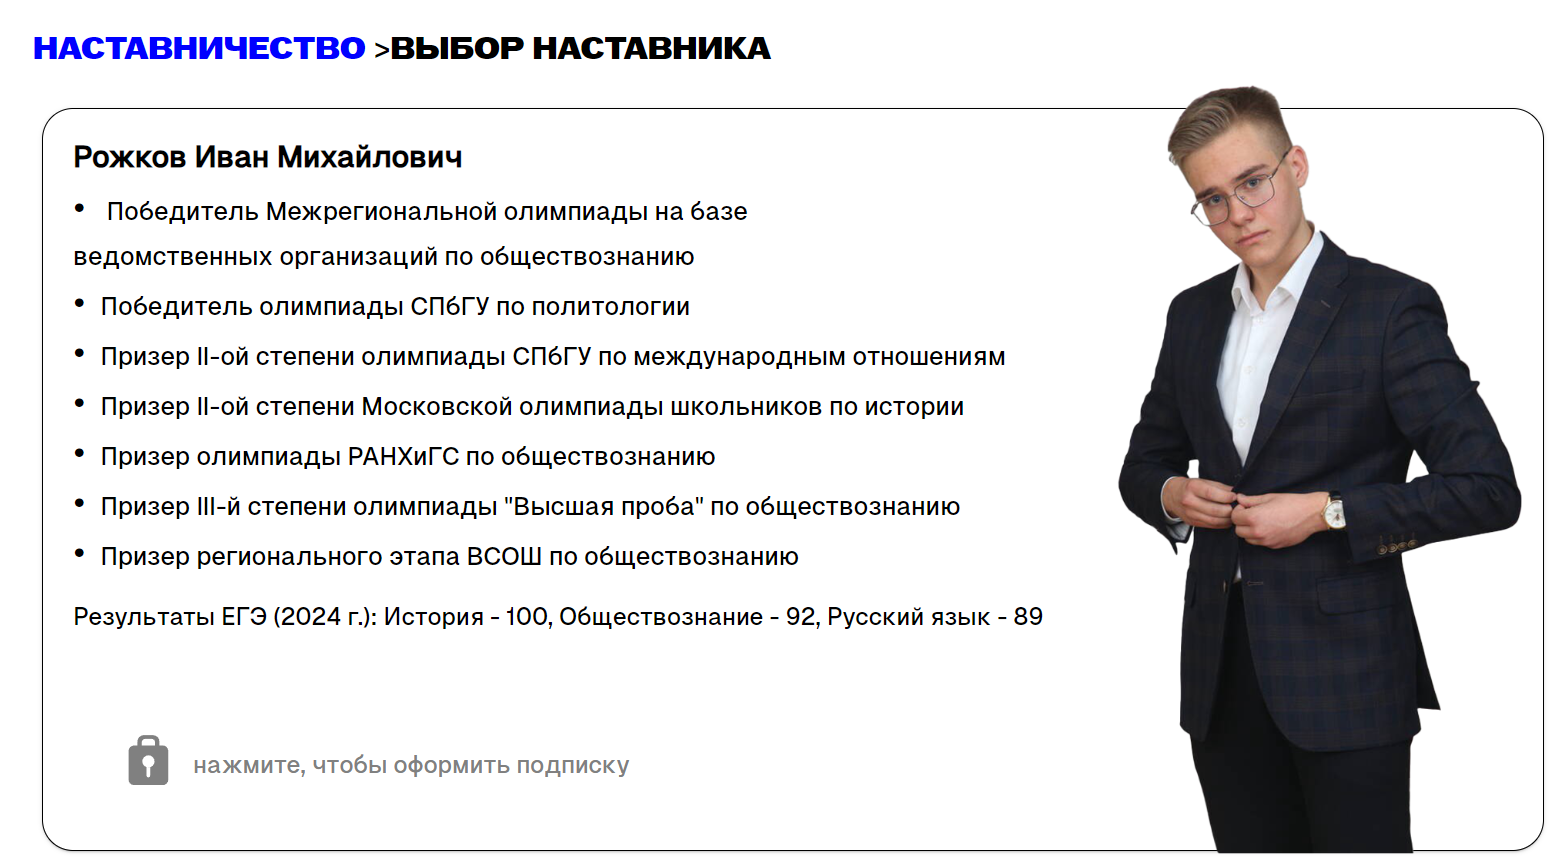 НАСТАВНИЧЕСТВО >ВЫБОР НАСТАВНИКА
Рожков Иван Михайлович
• Победитель Межрегиональной олимпиады на базе
ведомственных организаций по обществознанию
• Победитель олимпиады СПбГУ по политологии
• Призер II-ой степени олимпиады СПбГУ по международным отношениям
• Призер II-ой степени Московской олимпиады школьников по истории
• Призер олимпиады РАНХиГС по обществознанию
• Призер III-й степени олимпиады "Высшая проба" по обществознанию
• Призер регионального этапа ВСОШ по обществознанию
Результаты ЕГЭ (2024 г.): История - 100, Обществознание - 92, Русский язык - 89
нажмите, чтобы оформить подписку